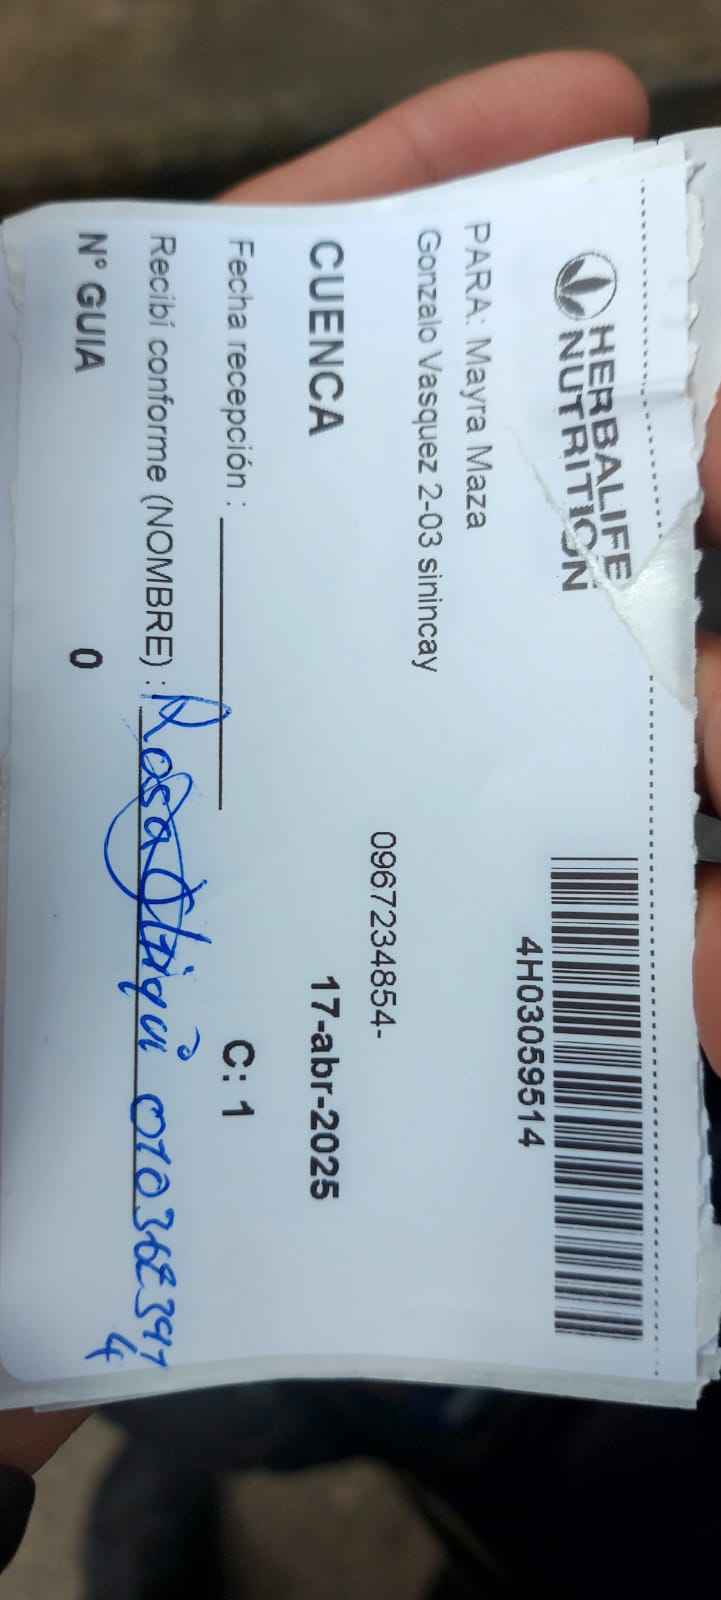 HERBALIFE
NUTRITION
4H03059514
PARA: Mayra Maza
Gonzalo Vasquez 2-03 sinincay
0967234854-
CUENCA 17-abr-2025
Fecha recepción : C: 1
Recibí conforme (NOMBRE) : Rosa
N° GUIA 0